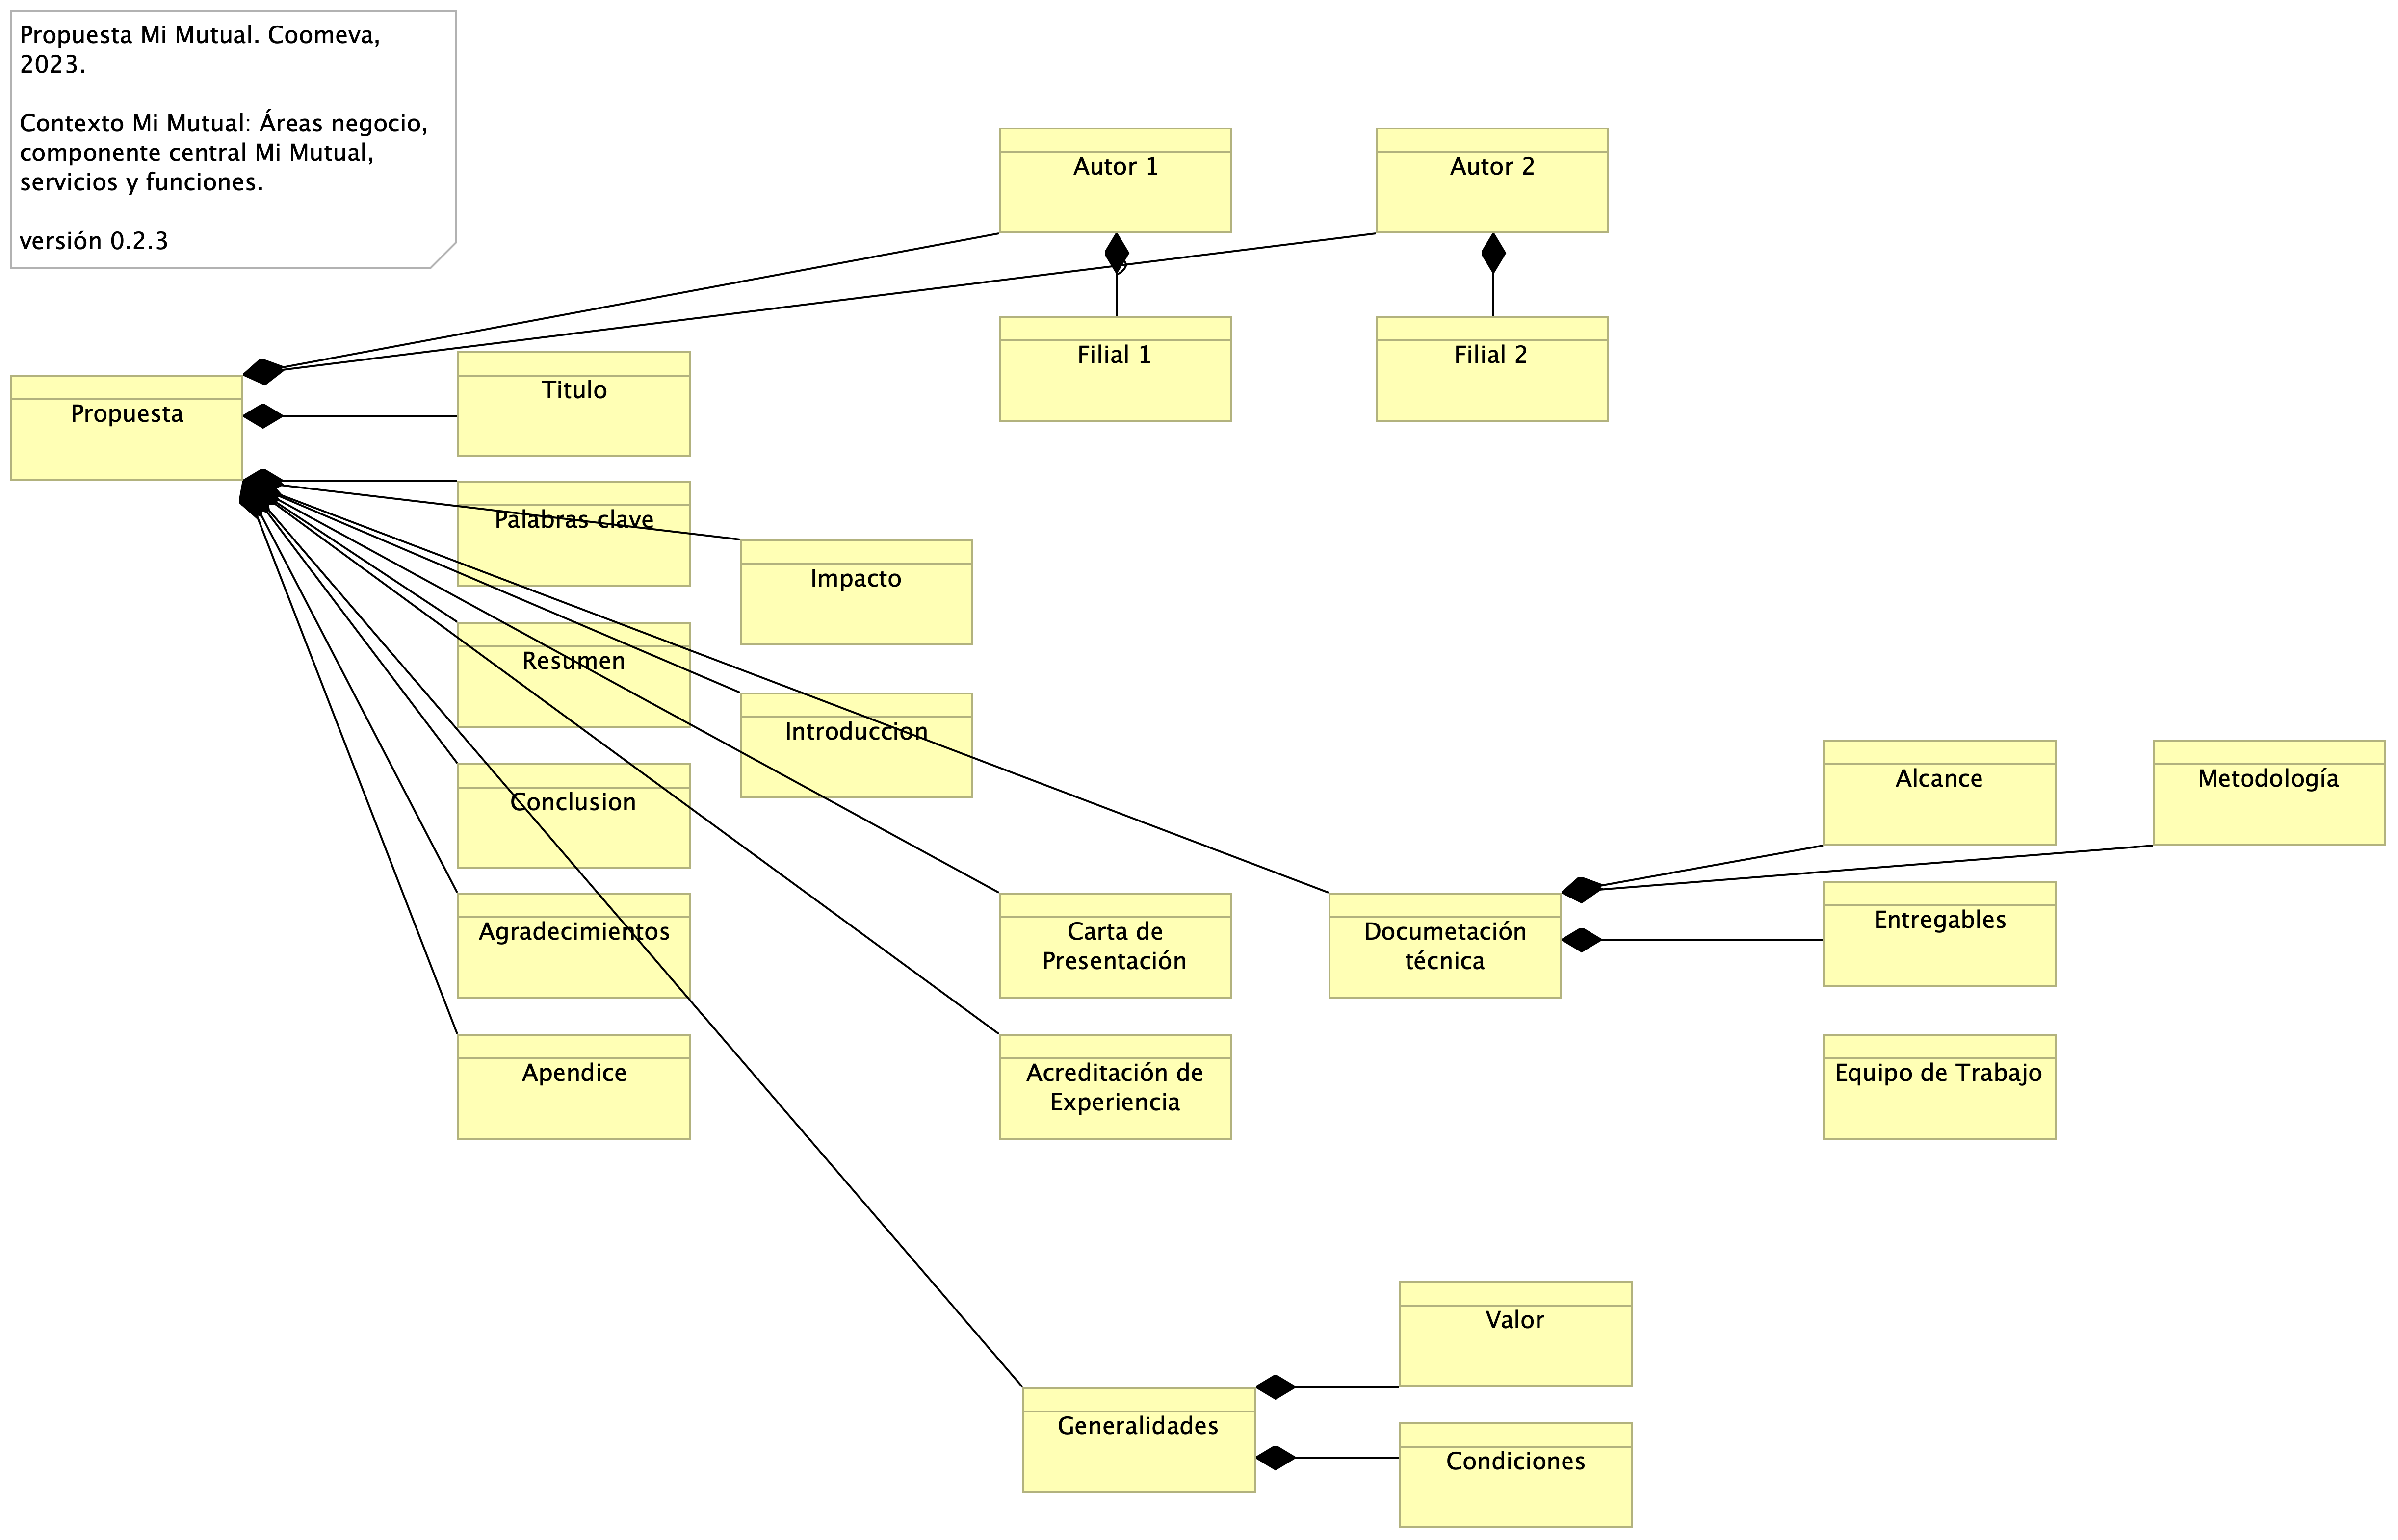 Propuesta Mi Mutual. Coomeva,
2023.
Contexto Mi Mutual: Áreas negocio,
componente central Mi Mutual,
servicios y funciones.
versión 0.2.3
Autor 1
Autor 2
Filial 1
Filial 2
Propuesta
Titulo
Palabras clave
Impacto
Resumen
Introduccion
Conclusion
Alcance
Metodología
Agradecimientos
Carta de
Presentación
Documetación
técnica
Entregables
Apendice
Acreditación de
Experiencia
Equipo de Trabajo
Valor
Generalidades
Condiciones